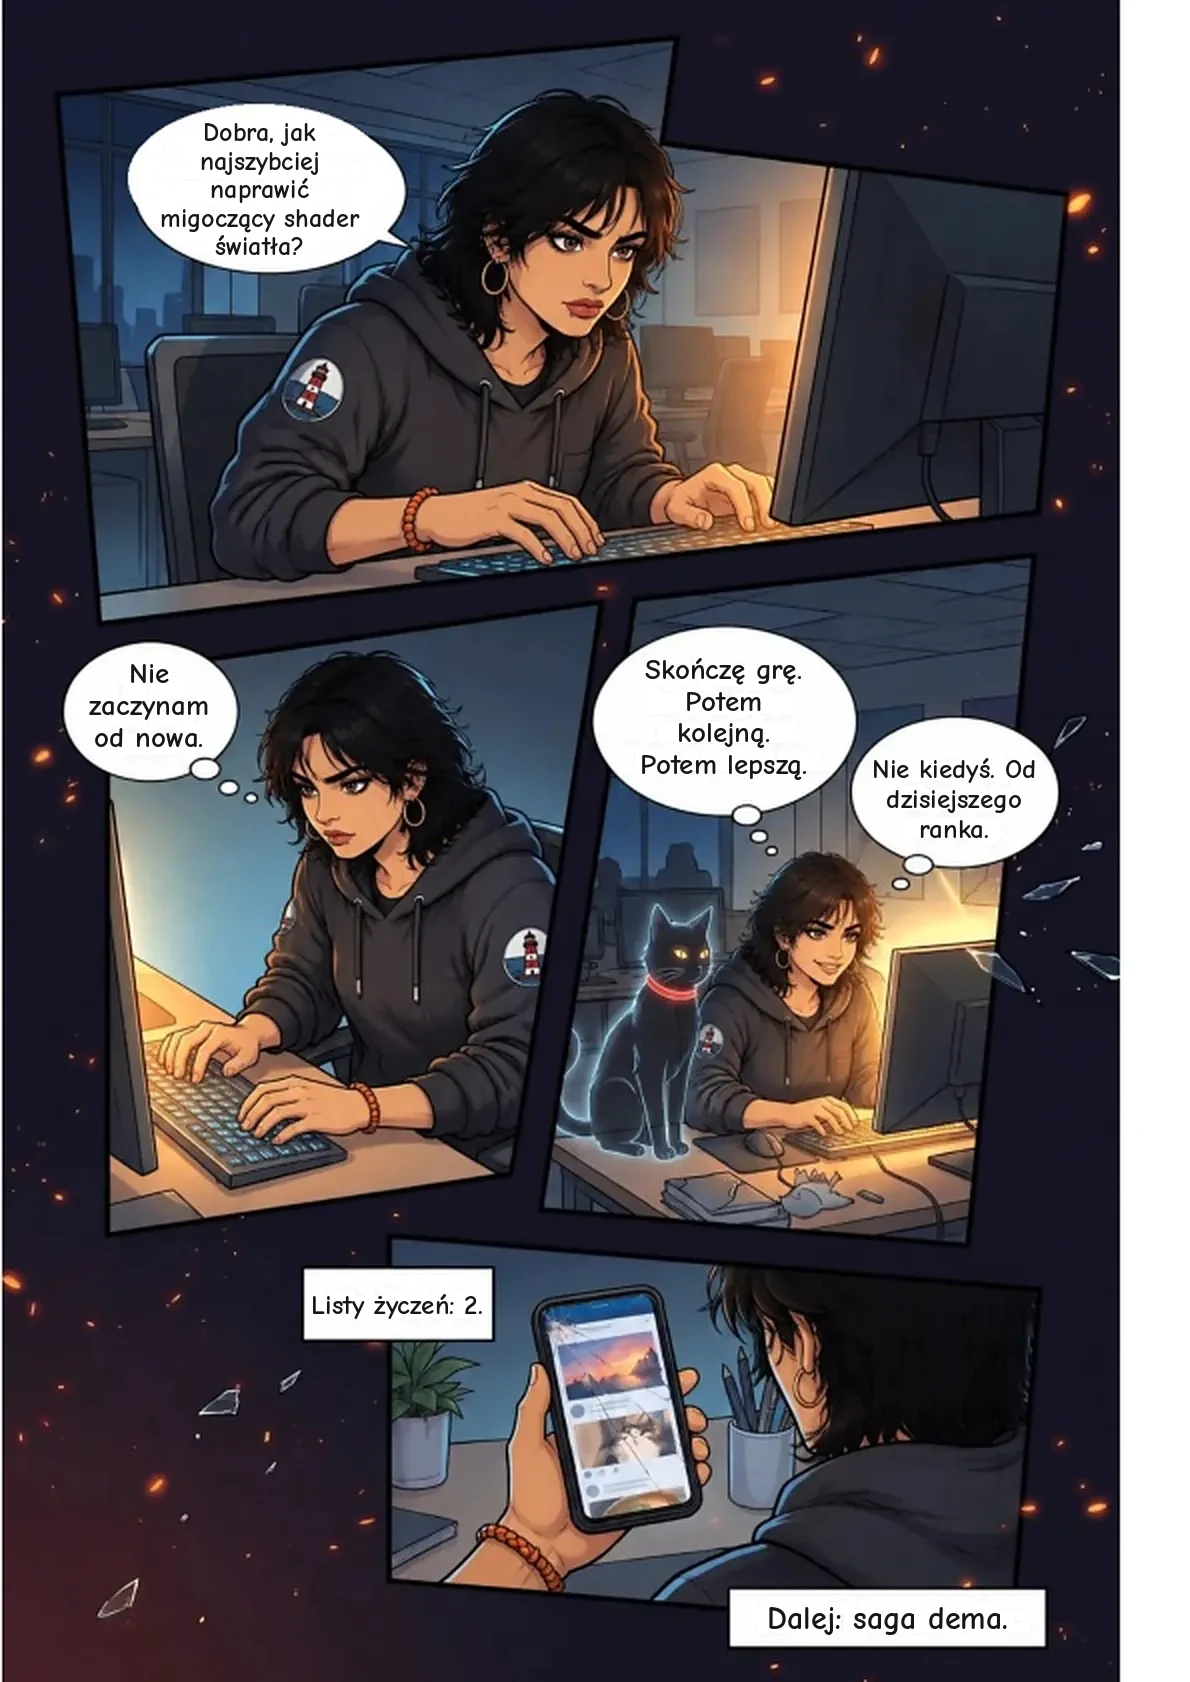 Dobra, jak
najszybciej
naprawić
migoczący shader
światła?
Nie
zaczynam
od nowa.
Skończę grę.
Potem
kolejną.
Potem lepszą.
Nie kiedyś. Od
dzisiejszego
ranka.
Listy życzeń: 2.
Dalej: saga dema.